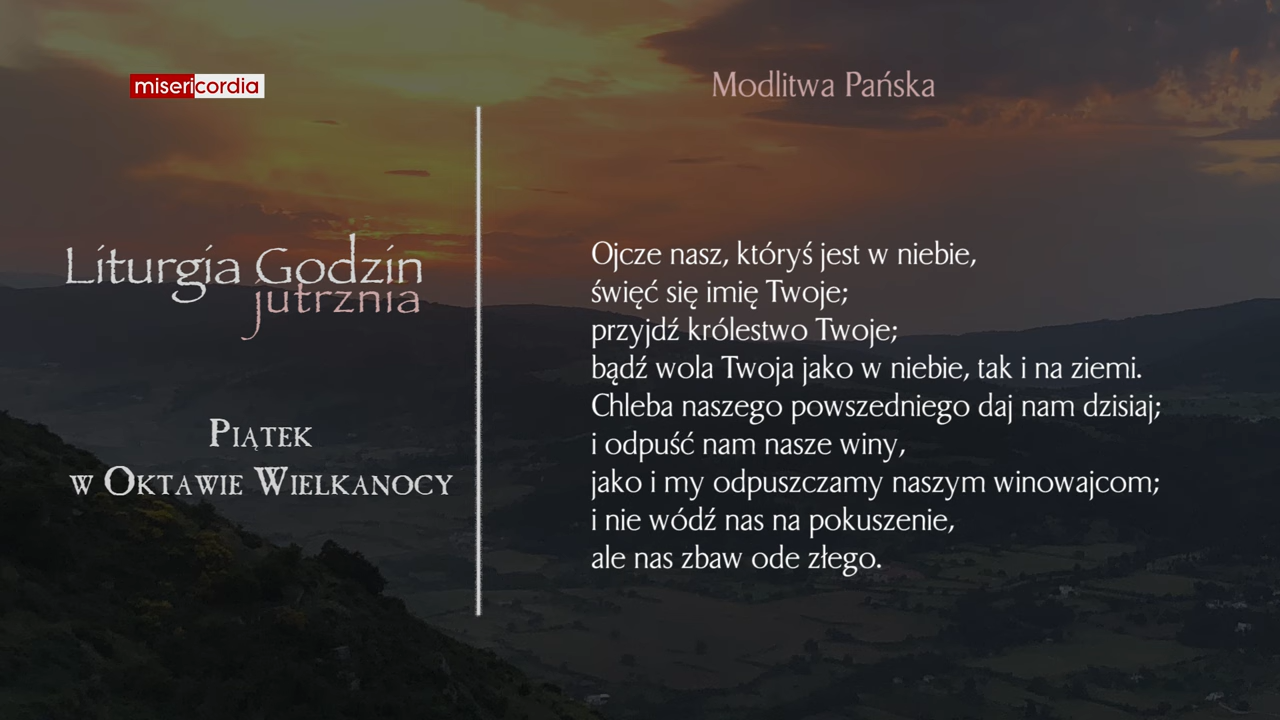 misericordia
Liturgia Godzin
jutrznia
Piątek
w Oktawie Wielkanocy
Modlitwa Pańska
Ojcze nasz, któryś jest w niebie,
święć się imię Twoje;
przyjdź królestwo Twoje;
bądź wola Twoja jako w niebie, tak i na ziemi.
Chleba naszego powszedniego daj nam dzisiaj;
i odpuść nam nasze winy,
jako i my odpuszczamy naszym winowajcom;
i nie wódź nas na pokuszenie,
ale nas zbaw ode złego.